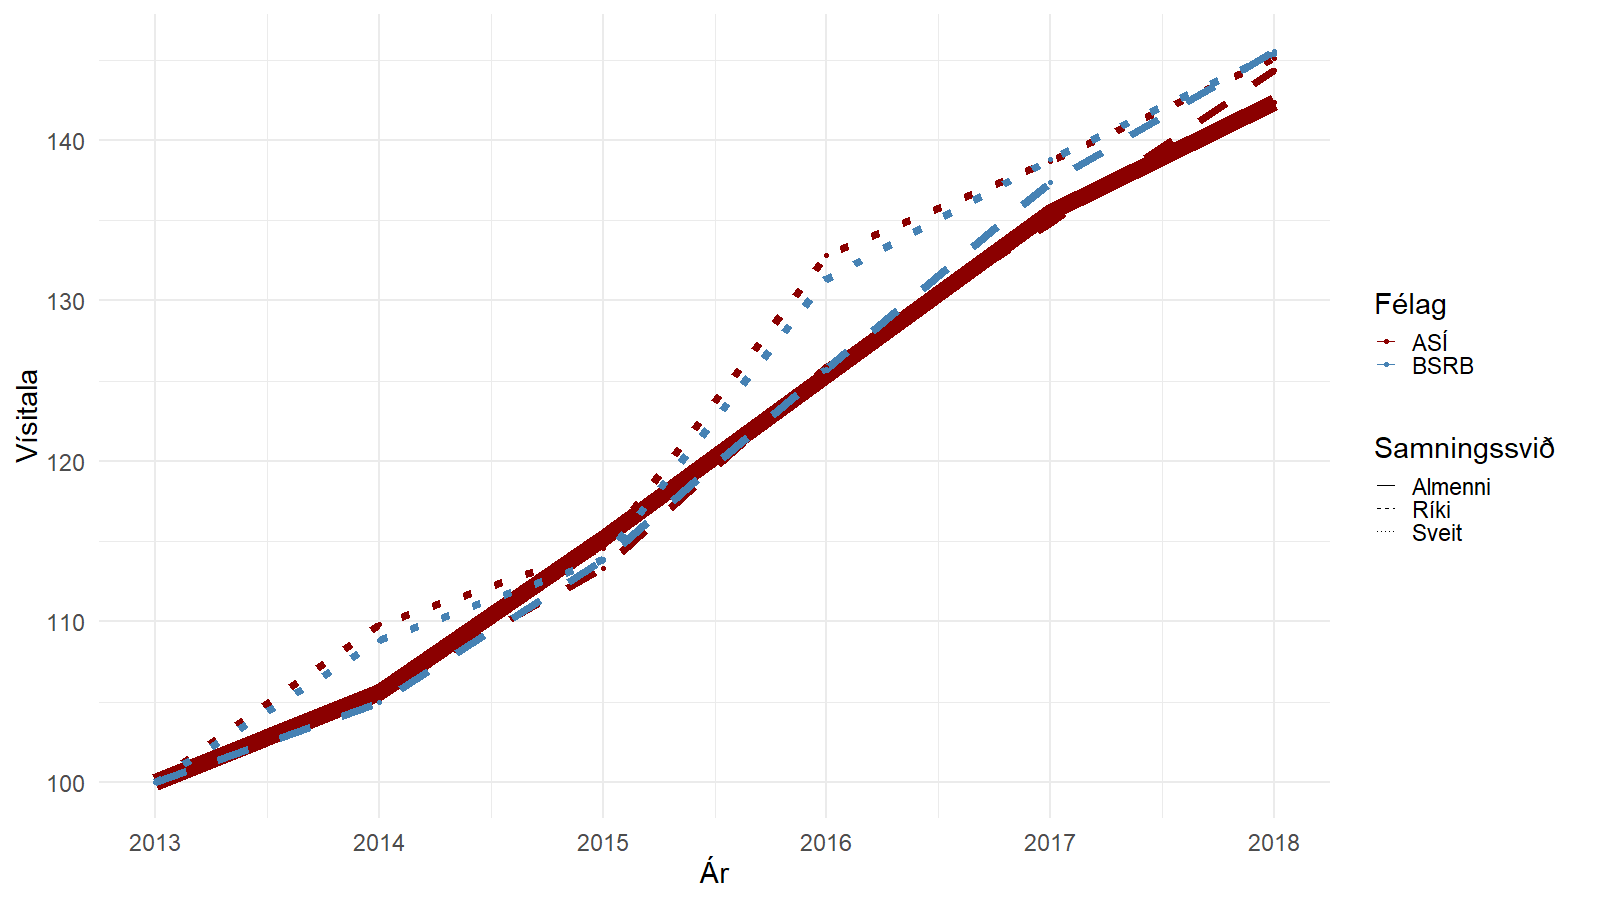 140
130
120
110
100
Vísitala
2013 2014 2015 2016 2017 2018
Ár
Félag
ASÍ
BSRB
Samningssvið
Almenni
Ríki
Sveit